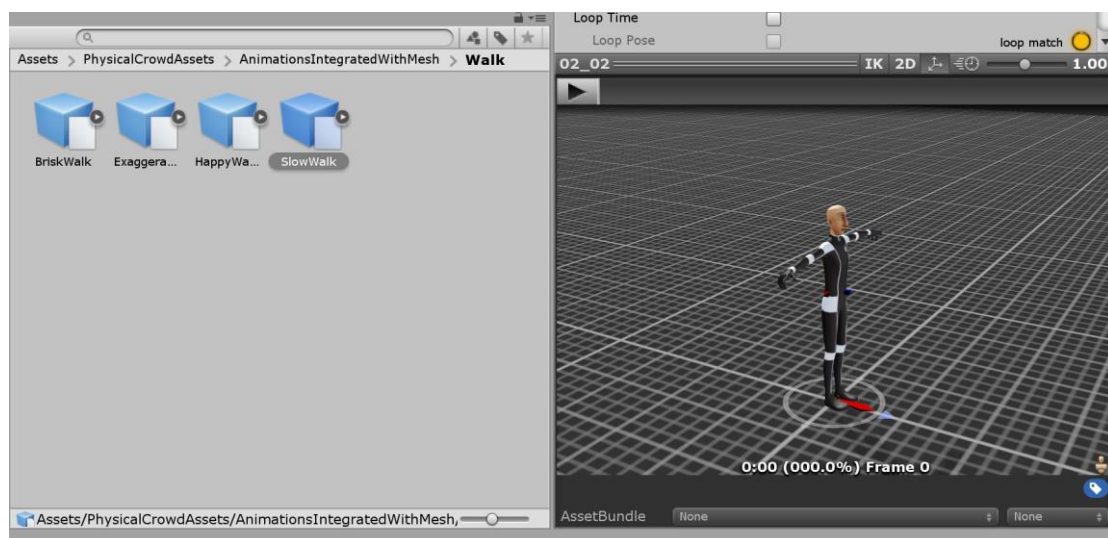 Assets > PhysicalCrowdAssets > AnimationsIntegratedWithMesh > Walk
BriskWalk Exaggera... HappyWa... SlowWalk
Assets/PhysicalCrowdAssets/AnimationsIntegratedWithMesh,
Loop Time
Loop Pose
loop match
02_02 IK 2D 1.00
0:00 (000.0%) Frame 0
AssetBundle None None